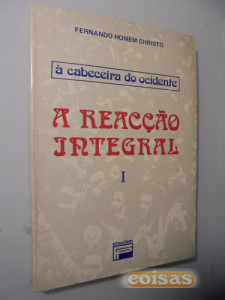 FERNANDO HOMEM CHRISTO
à cabeceira do ocidente
A REACÇÃO
INTEGRAL
I
coisas